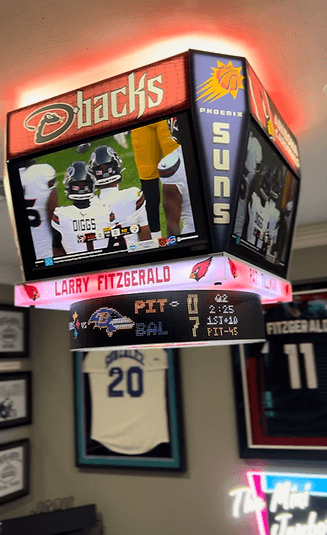 Dbacks
PHOENIX
SUNS
DIGGS
LARRY FITZGERALD
PIT- 0 Q2
BAL 7 2:25
1ST+10
PIT-45
GONZALEZ
20
FITZGERALD
11
The Mini